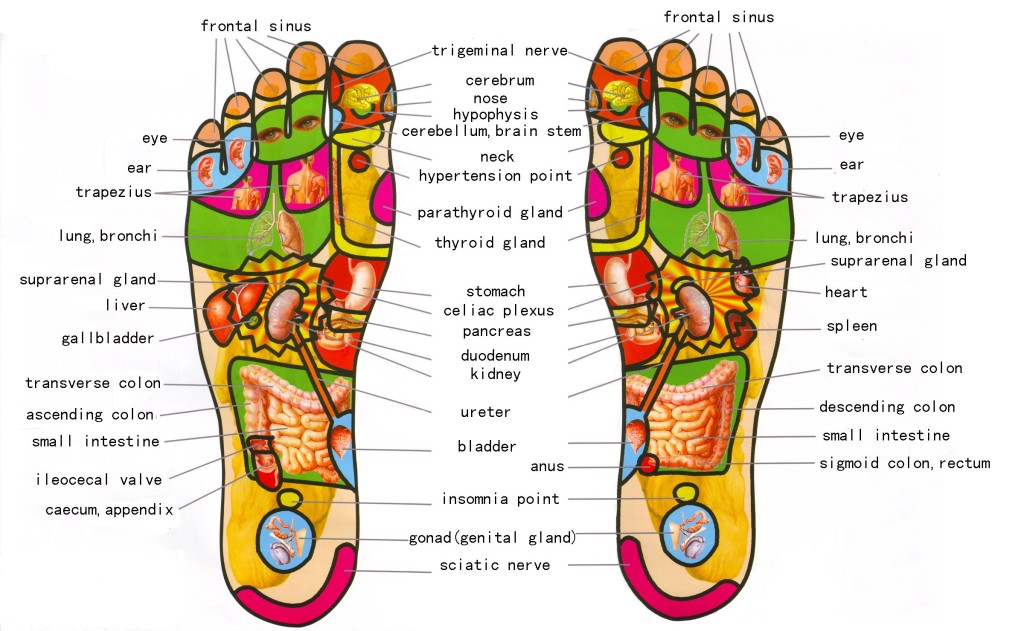 frontal sinus
frontal sinus
trigeminal nerve
cerebrum
nose
hypophysis
cerebellum, brain stem
neck
hypertension point
parathyroid gland
thyroid gland
stomach
celiac plexus
pancreas
duodenum
kidney
ureter
bladder
anus
insomnia point
gonad(genital gland)
sciatic nerve
eye
ear
trapezius
lung, bronchi
suprarenal gland
liver
gallbladder
transverse colon
ascending colon
small intestine
ileocecal valve
caecum, appendix
eye
ear
trapezius
lung, bronchi
suprarenal gland
heart
spleen
transverse colon
descending colon
small intestine
sigmoid colon, rectum